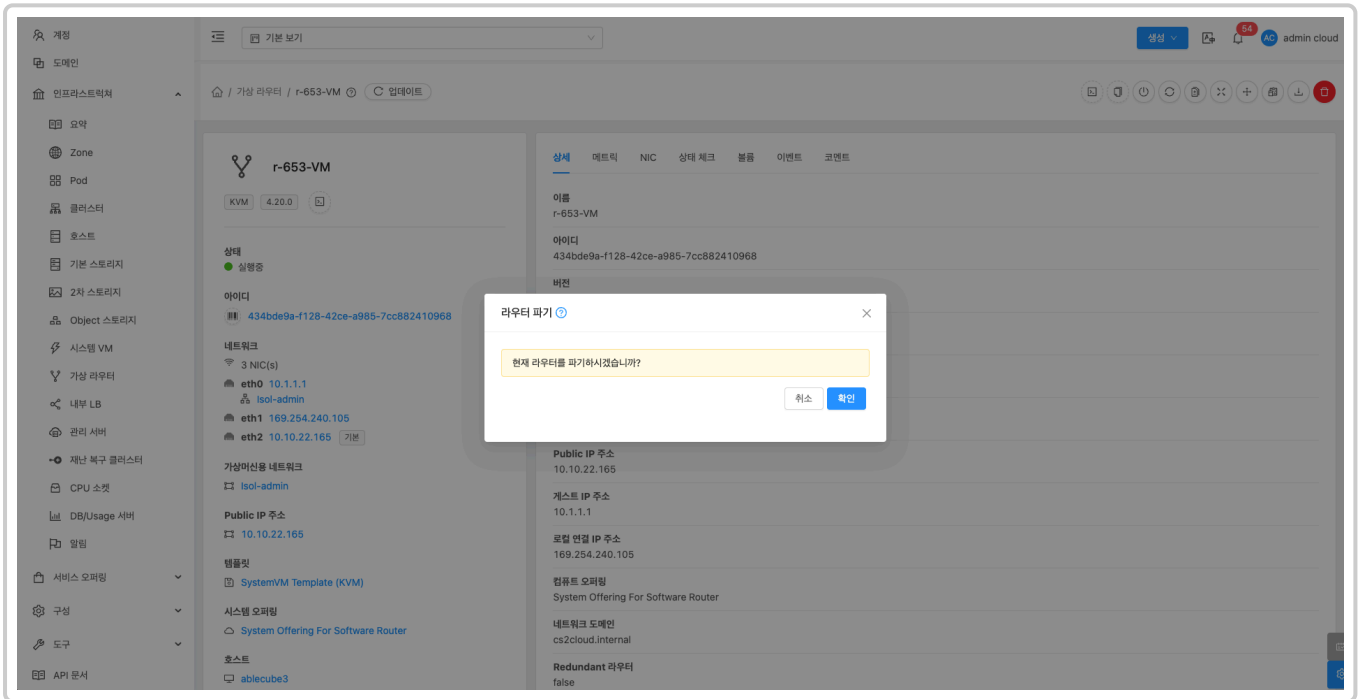 계정
도메인
인프라스트럭쳐
요약
Zone
Pod
클러스터
호스트
기본 스토리지
2차 스토리지
Object 스토리지
시스템 VM
가상 라우터
내부 LB
관리 서버
재난 복구 클러스터
CPU 소켓
DB/Usage 서버
알림
서비스 오퍼링
구성
도구
API 문서
기본 보기
생성
54
AC admin cloud
/ 가상 라우터 / r-653-VM 업데이트
r-653-VM
KVM 4.20.0
상태
실행중
아이디
434bde9a-f128-42ce-a985-7cc882410968
네트워크
3 NIC(s)
eth0 10.1.1.1
Isol-admin
eth1 169.254.240.105
eth2 10.10.22.165 기본
가상머신용 네트워크
Isol-admin
Public IP 주소
10.10.22.165
템플릿
SystemVM Template (KVM)
시스템 오퍼링
System Offering For Software Router
호스트
ablecube3
상세 메트릭 NIC 상태 체크 볼륨 이벤트 코멘트
이름
r-653-VM
아이디
434bde9a-f128-42ce-a985-7cc882410968
버전
라우터 파기
현재 라우터를 파기하시겠습니까?
취소 확인
Public IP 주소
10.10.22.165
게스트 IP 주소
10.1.1.1
로컬 연결 IP 주소
169.254.240.105
컴퓨트 오퍼링
System Offering For Software Router
네트워크 도메인
cs2cloud.internal
Redundant 라우터
false